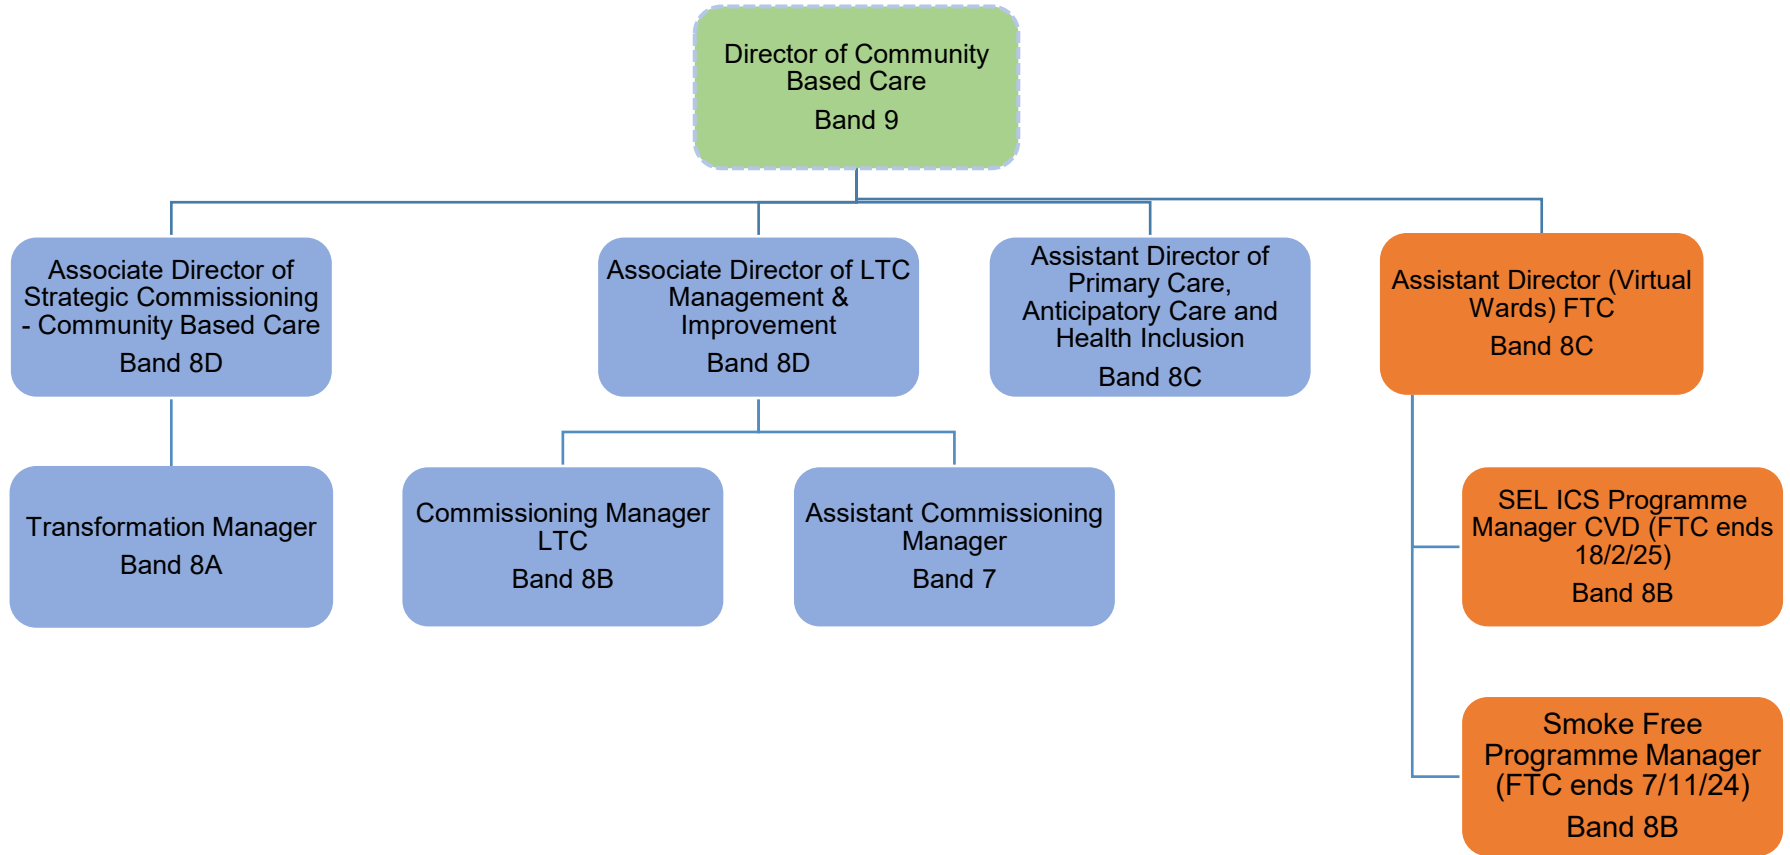 Director of Community
Based Care
Band 9
Associate Director of
Strategic Commissioning
- Community Based Care
Band 8D
Associate Director of LTC
Management &
Improvement
Band 8D
Assistant Director of
Primary Care,
Anticipatory Care and
Health Inclusion
Band 8C
Assistant Director (Virtual
Wards) FTC
Band 8C
Transformation Manager
Band 8A
Commissioning Manager
LTC
Band 8B
Assistant Commissioning
Manager
Band 7
SEL ICS Programme
Manager CVD (FTC ends
18/2/25)
Band 8B
Smoke Free
Programme Manager
(FTC ends 7/11/24)
Band 8B